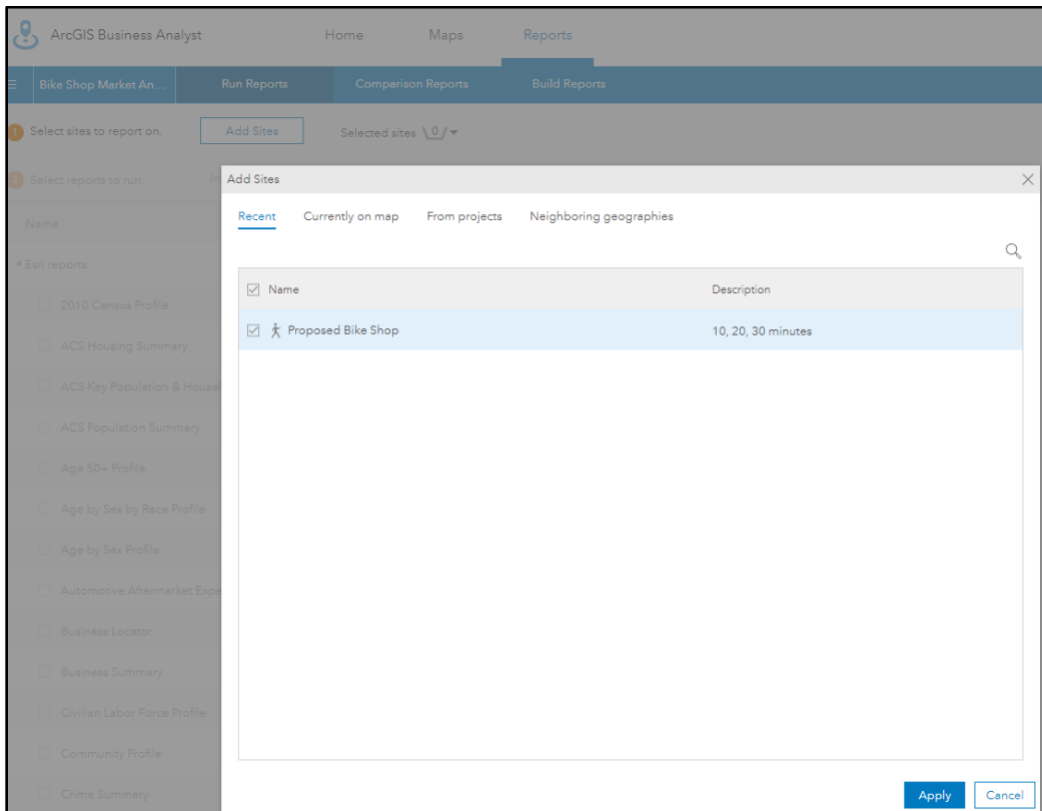 ArcGIS Business Analyst Home Maps Reports
Bike Shop Market An... Run Reports Comparison Reports Build Reports
1 Select sites to report on. Add Sites Selected sites 0
2 Select reports to run.
Add Sites
Recent Currently on map From projects Neighboring geographies
Name Description
Proposed Bike Shop 10, 20, 30 minutes
Name
Esri reports
2010 Census Profile
ACS Housing Summary
ACS Key Population & House
ACS Population Summary
Age 50+ Profile
Age by Sex by Race Profile
Age by Sex Profile
Automotive Aftermarket Expe
Business Locator
Business Summary
Civilian Labor Force Profile
Community Profile
Crime Summary
Apply Cancel